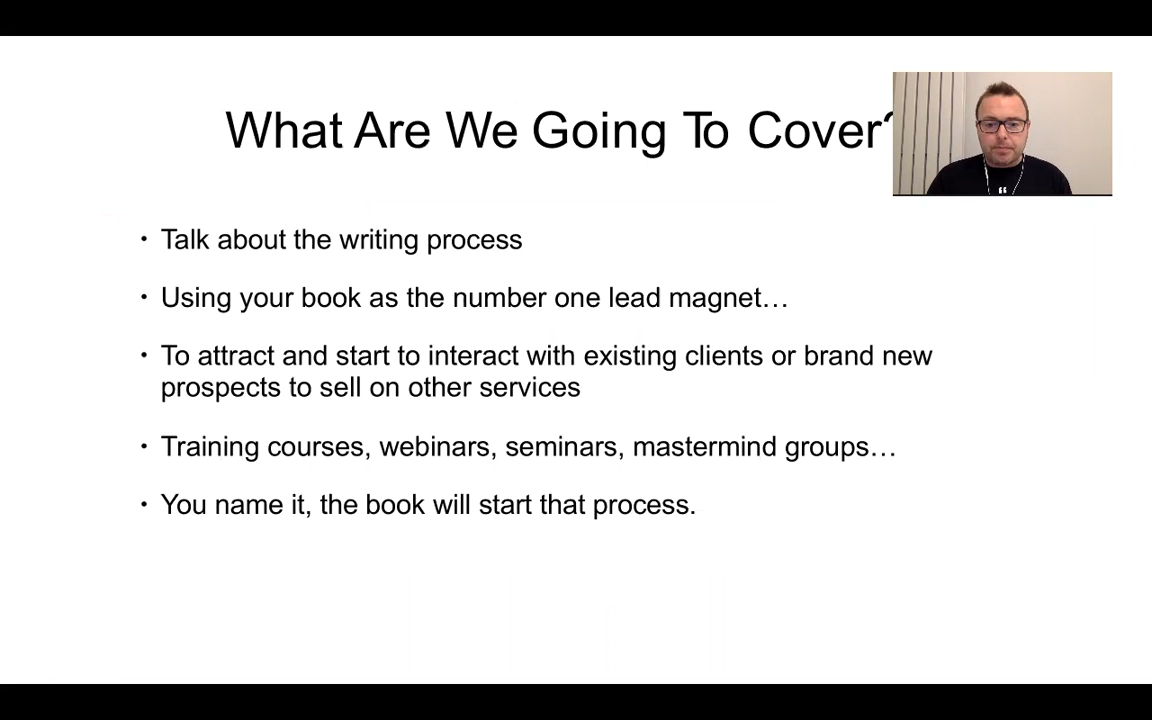 What Are We Going To Cover?
• Talk about the writing process
• Using your book as the number one lead magnet…
• To attract and start to interact with existing clients or brand new
prospects to sell on other services
• Training courses, webinars, seminars, mastermind groups…
• You name it, the book will start that process.